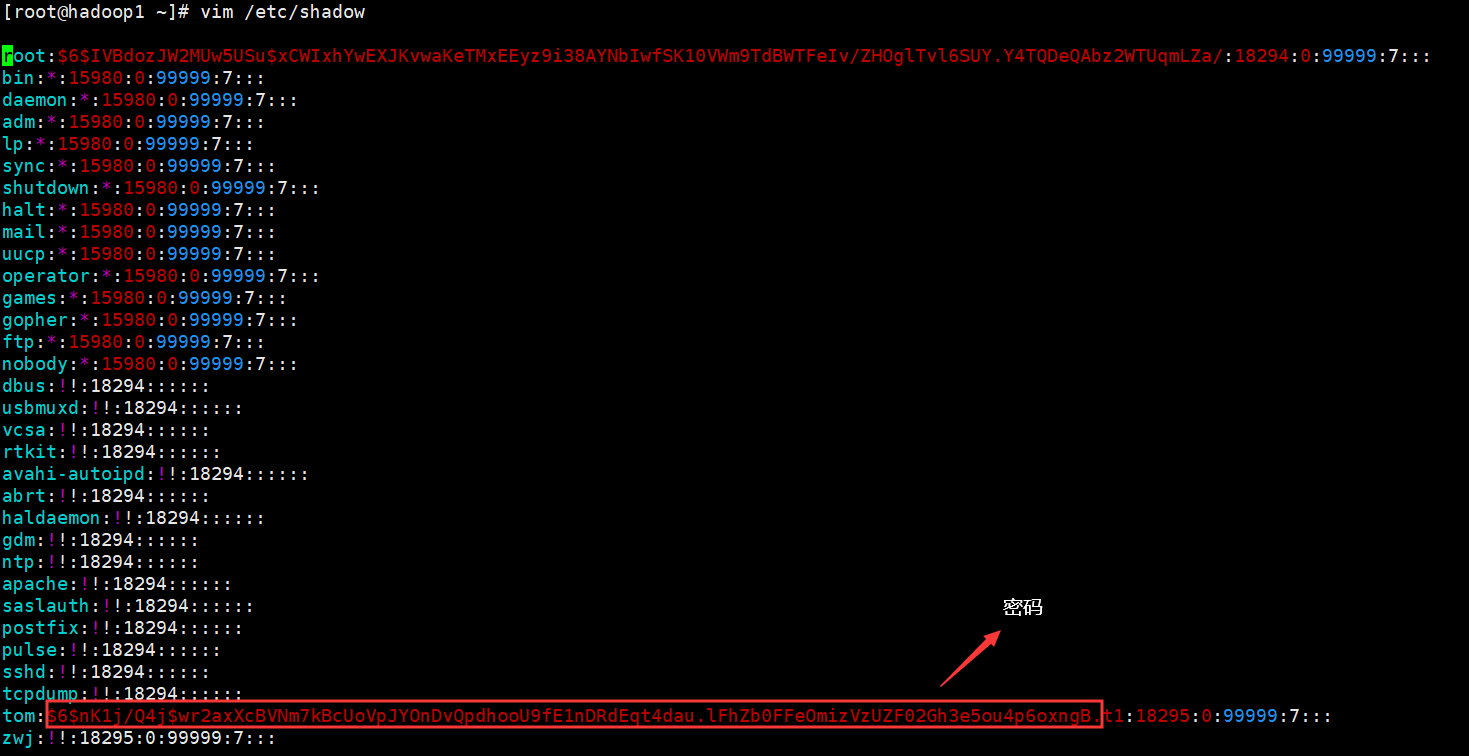 [root@hadoop1 ~]# vim /etc/shadow
root:$6$IVBdozJW2MUw5USu$xCWIxhYwEXJKvwaKeTMxEEyz9i38AYNbIwfSK10VWm9TdBWTFeIv/ZHOglTvl6SUY.Y4TQDeQAbz2WTUqmLZa/:18294:0:99999:7:::
bin:*:15980:0:99999:7:::
daemon:*:15980:0:99999:7:::
adm:*:15980:0:99999:7:::
lp:*:15980:0:99999:7:::
sync:*:15980:0:99999:7:::
shutdown:*:15980:0:99999:7:::
halt:*:15980:0:99999:7:::
mail:*:15980:0:99999:7:::
uucp:*:15980:0:99999:7:::
operator:*:15980:0:99999:7:::
games:*:15980:0:99999:7:::
gopher:*:15980:0:99999:7:::
ftp:*:15980:0:99999:7:::
nobody:*:15980:0:99999:7:::
dbus:!!:18294::::::
usbmuxd:!!:18294::::::
vcsa:!!:18294::::::
rtkit:!!:18294::::::
avahi-autoipd:!!:18294::::::
abrt:!!:18294::::::
haldaemon:!!:18294::::::
gdm:!!:18294::::::
ntp:!!:18294::::::
apache:!!:18294::::::
saslauth:!!:18294::::::
密码
postfix:!!:18294::::::
pulse:!!:18294::::::
sshd:!!:18294::::::
tcpdump:!!:18294::::::
tom:$6$nK1j/Q4j$wr2axXcBVNm7kBcUoVpJYOnDvQpdhooU9fE1nDRdEqt4dau.lFhZb0FFeOmizVzUZF02Gh3e5ou4p6oxngB.t1:18295:0:99999:7:::
zwj:!!:18295:0:99999:7:::